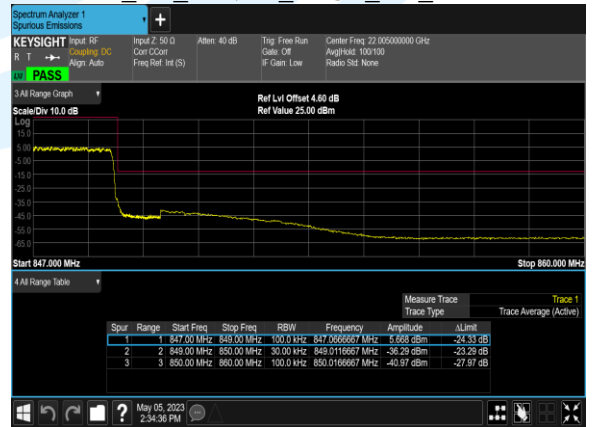 Spectrum Analyzer 1
Spurious Emissions
+
KEYSIGHT Input: RF Input Z: 50 Ω Atten: 40 dB Trig: Free Run Center Freq: 22.005000000 GHz
R T Coupling: DC Corr CCorr Gate: Off Avg|Hold: 100/100
Align: Auto Freq Ref: Int (S) IF Gain: Low Radio Std: None
PASS
3 All Range Graph
Ref Lvl Offset 4.60 dB
Scale/Div 10.0 dB Ref Value 25.00 dBm
Log
15.0
5.00
-5.00
-15.0
-25.0
-35.0
-45.0
-55.0
-65.0
Start 847.000 MHz Stop 860.000 MHz
4 All Range Table
Measure Trace Trace 1
Trace Type Trace Average (Active)
Spur Range Start Freq Stop Freq RBW Frequency Amplitude ΔLimit
1 1 847.00 MHz 849.00 MHz 100.0 kHz 847.0666667 MHz 5.668 dBm -24.33 dB
2 2 849.00 MHz 850.00 MHz 30.00 kHz 849.0116667 MHz -36.29 dBm -23.29 dB
3 3 850.00 MHz 860.00 MHz 100.0 kHz 850.0166667 MHz -40.97 dBm -27.97 dB
? May 05, 2023
2:34:36 PM